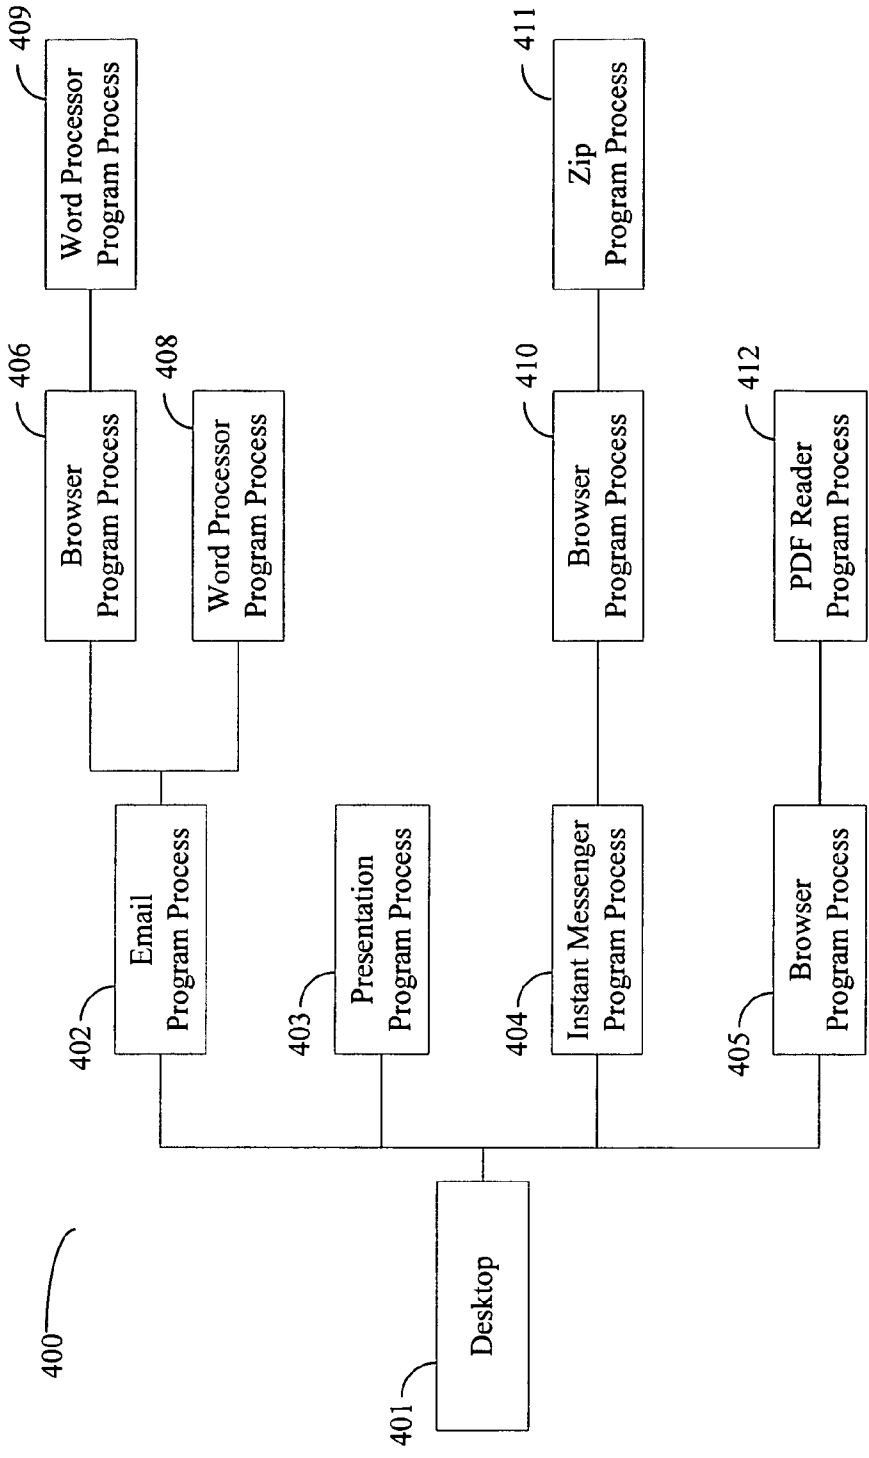 400
401
Desktop
402
Email
Program Process
403
Presentation
Program Process
404
Instant Messenger
Program Process
405
Browser
Program Process
406
Browser
Program Process
408
Word Processor
Program Process
410
Browser
Program Process
412
PDF Reader
Program Process
409
Word Processor
Program Process
411
Zip
Program Process